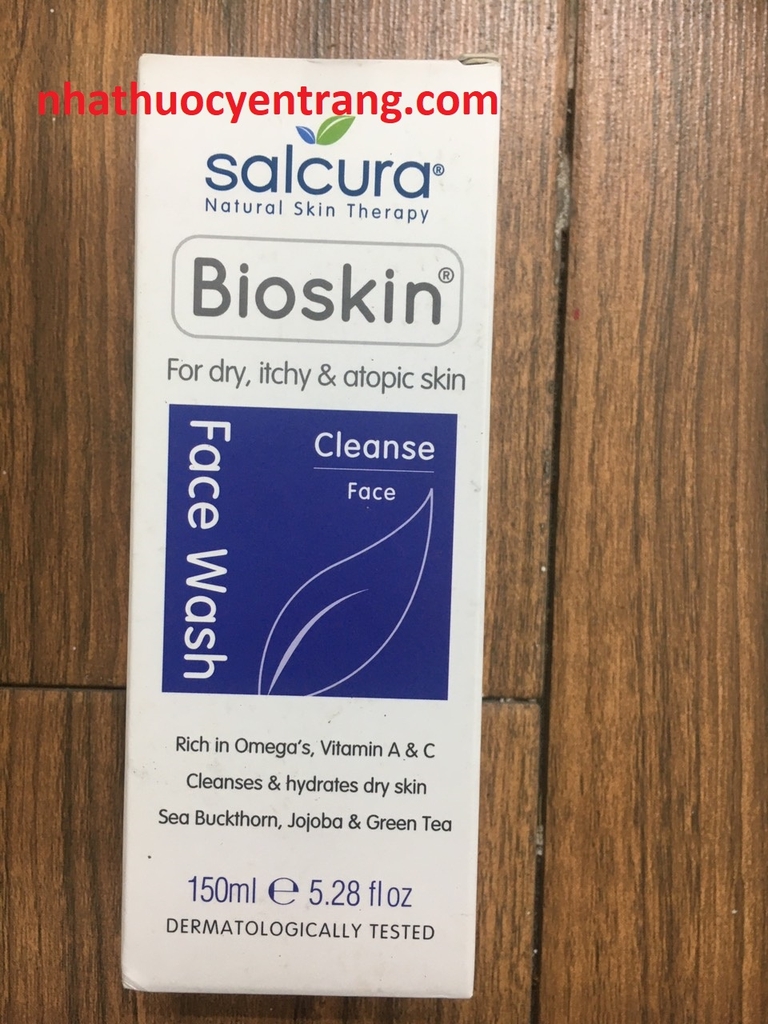 nhathuocyentrang.com
salcura®
Natural Skin Therapy
Bioskin®
For dry, itchy & atopic skin
Face Wash
Cleanse
Face
Rich in Omega's, Vitamin A & C
Cleanses & hydrates dry skin
Sea Buckthorn, Jojoba & Green Tea
150ml ℮ 5.28 fl oz
DERMATOLOGICALLY TESTED